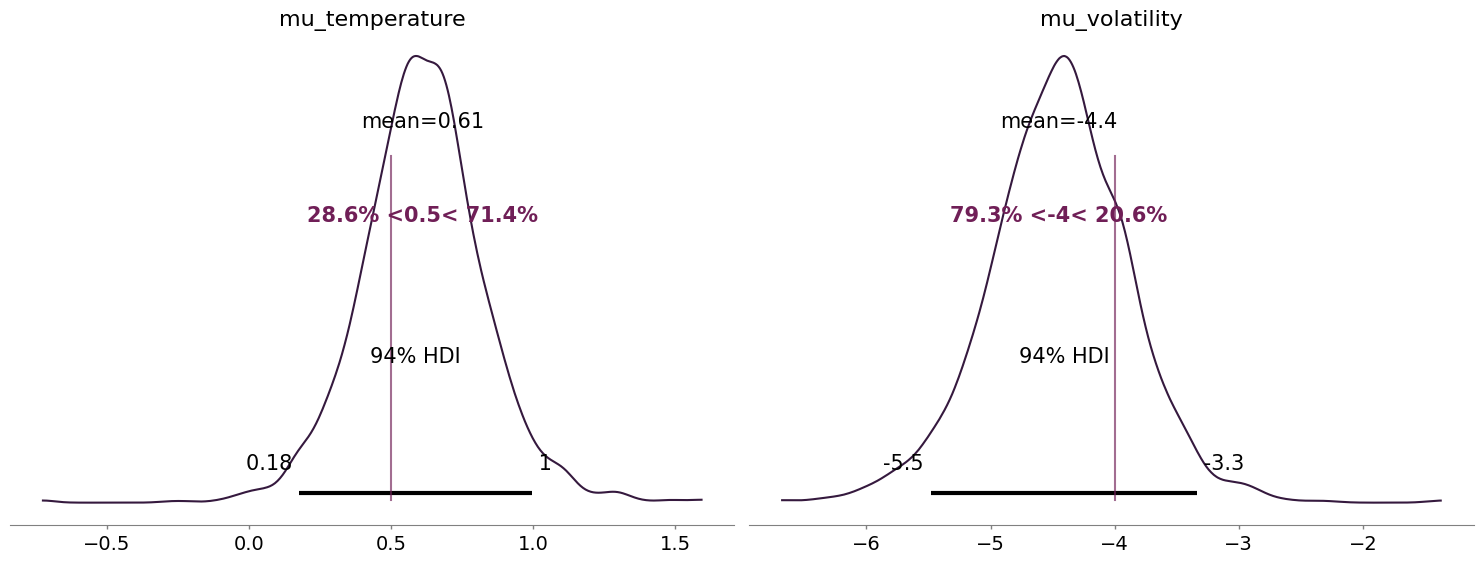 mu_temperature
mean=0.61
28.6% <0.5< 71.4%
94% HDI
0.18
1
−0.5
0.0
0.5
1.0
1.5
mu_volatility
mean=-4.4
79.3% <-4< 20.6%
94% HDI
-5.5
-3.3
−6
−5
−4
−3
−2